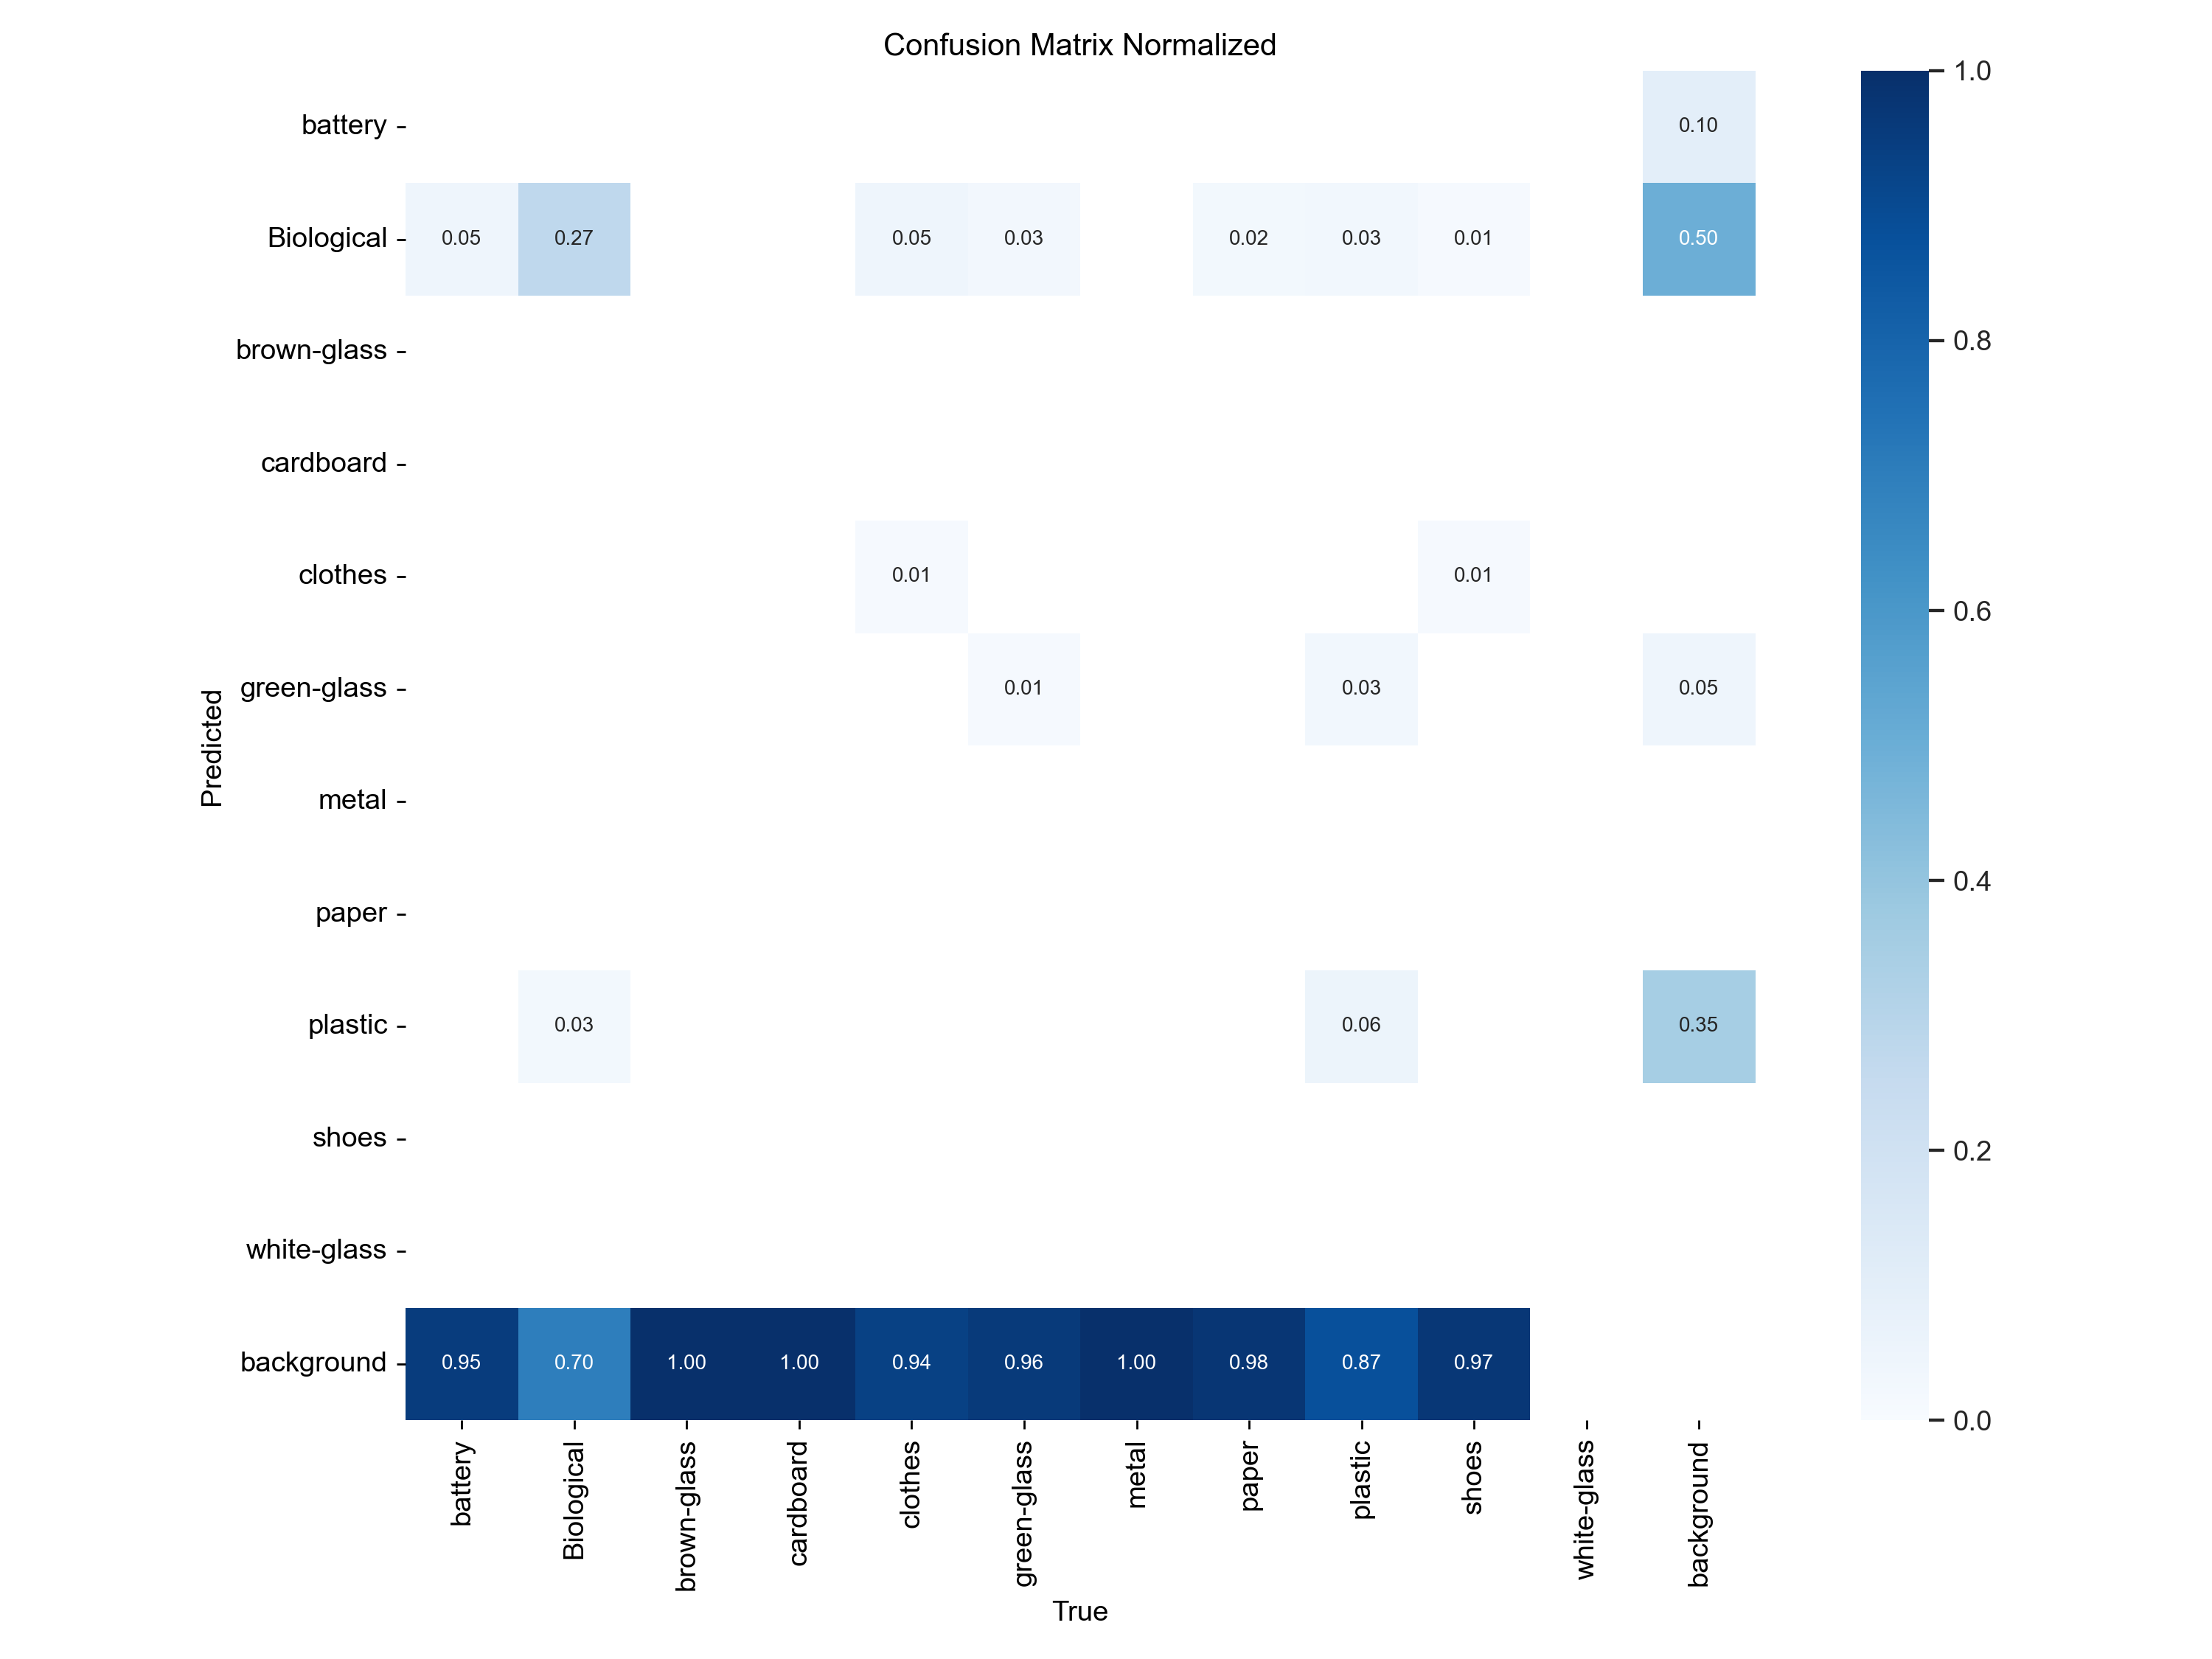 Confusion Matrix Normalized
battery
0.10
1.0
Biological
0.05 0.27 0.05 0.03 0.02 0.03 0.01 0.50
brown-glass
0.8
cardboard
clothes
0.01 0.01
0.6
green-glass
0.01 0.03 0.05
Predicted
metal
0.4
paper
plastic
0.03 0.06 0.35
shoes
0.2
white-glass
background
0.95 0.70 1.00 1.00 0.94 0.96 1.00 0.98 0.87 0.97
0.0
battery
Biological
brown-glass
cardboard
clothes
green-glass
metal
paper
plastic
shoes
white-glass
background
True